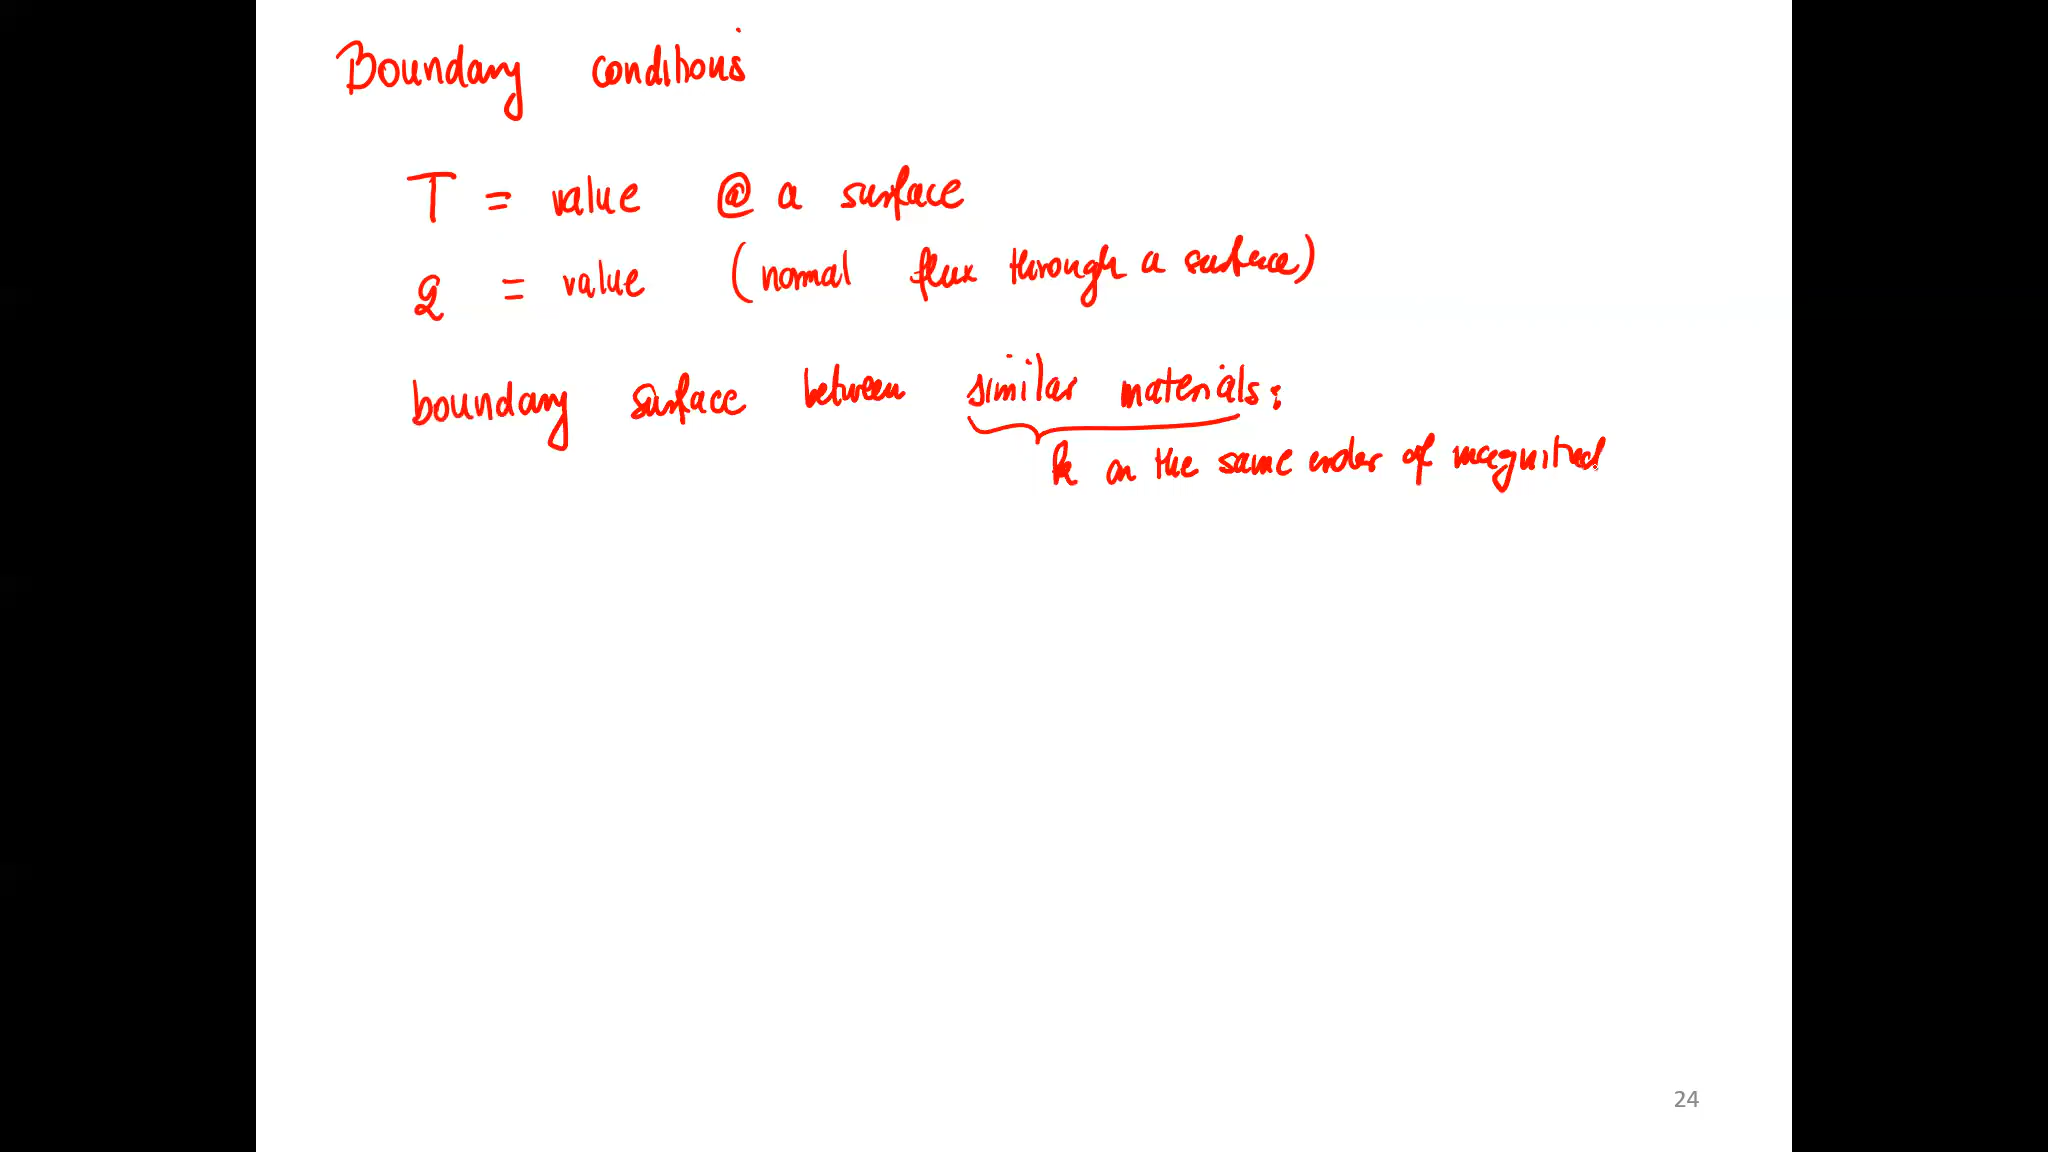 Boundary conditions
T = value @ a surface
q = value (normal flux through a surface)
boundary surface between similar materials:
k on the same order of magnitud
24